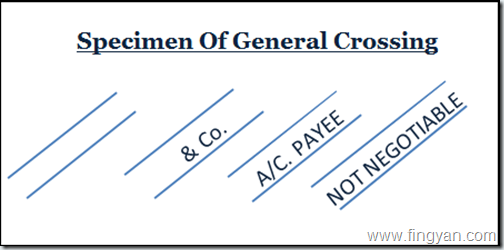 Specimen Of General Crossing
& Co.
A/C. PAYEE
NOT NEGOTIABLE
www.fingyan.com